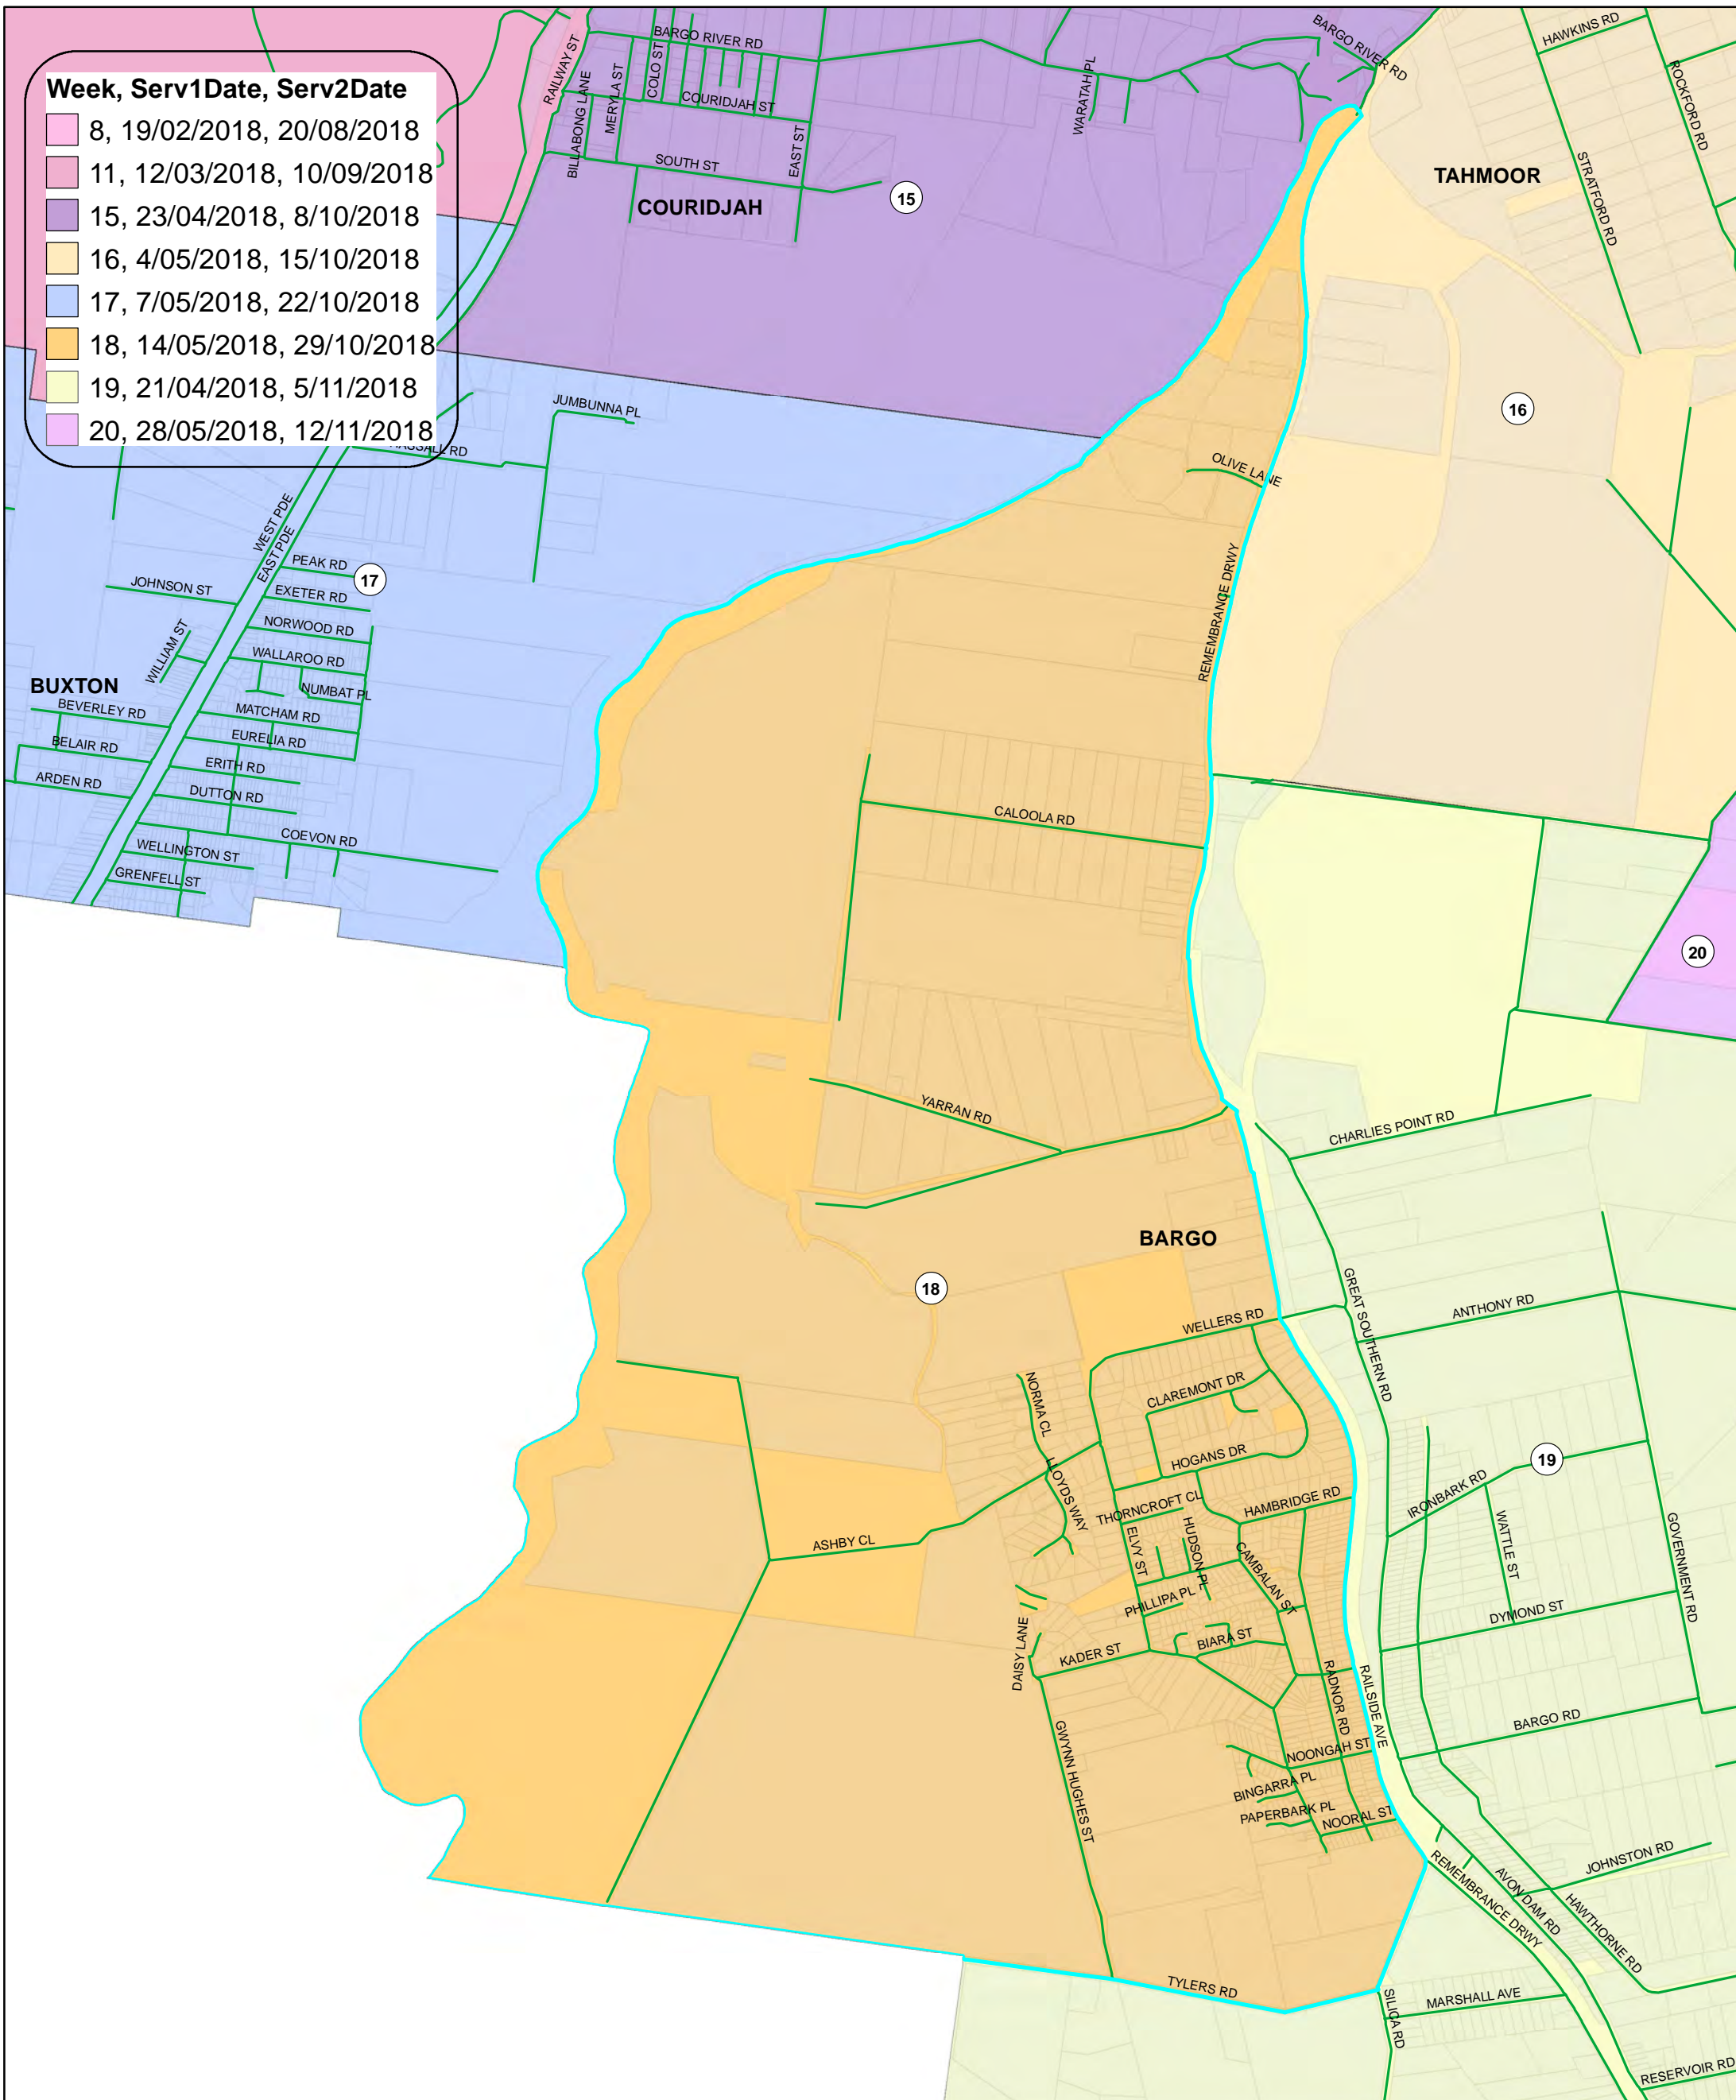 Week, Serv1Date, Serv2Date
8, 19/02/2018, 20/08/2018
11, 12/03/2018, 10/09/2018
15, 23/04/2018, 8/10/2018
16, 4/05/2018, 15/10/2018
17, 7/05/2018, 22/10/2018
18, 14/05/2018, 29/10/2018
19, 21/04/2018, 5/11/2018
20, 28/05/2018, 12/11/2018
RAILWAY ST
BARGO RIVER RD
BARGO RIVER RD
HAWKINS RD
ROCKFORD RD
COLO ST
MERYLA ST
BILLABONG LANE
COURIDJAH ST
WARATAH PL
EAST ST
SOUTH ST
STRATFORD RD
TAHMOOR
COURIDJAH
15
16
JUMBUNNA PL
OLIVE LANE
WEST PDE
EAST PDE
PEAK RD
17
JOHNSON ST
EXETER RD
NORWOOD RD
WILLIAM ST
WALLAROO RD
REMEMBRANCE DRWY
BUXTON
NUMBAT PL
BEVERLEY RD
MATCHAM RD
BELAIR RD
EURELIA RD
ERITH RD
ARDEN RD
DUTTON RD
CALOOLA RD
COEVON RD
WELLINGTON ST
GRENFELL ST
20
YARRAN RD
CHARLIES POINT RD
BARGO
18
GREAT SOUTHERN RD
ANTHONY RD
WELLERS RD
NORMA CL
CLAREMONT DR
HOGANS DR
19
LLOYDS WAY
IRONBARK RD
THORNCROFT CL
HAMBRIDGE RD
WATTLE ST
GOVERNMENT RD
ASHBY CL
ELVY ST
HUDSON PL
CAMBALAN ST
PHILLIPA PL
DYMOND ST
DAISY LANE
KADER ST
BIARA ST
RADNOR RD
RAILSIDE AVE
BARGO RD
GWYNN HUGHES ST
NOONGAH ST
BINGARRA PL
PAPERBARK PL
NOORAL ST
JOHNSTON RD
REMEMBRANCE DRWY
AVON DAM RD
HAWTHORNE RD
TYLERS RD
SILICA RD
MARSHALL AVE
RESERVOIR RD